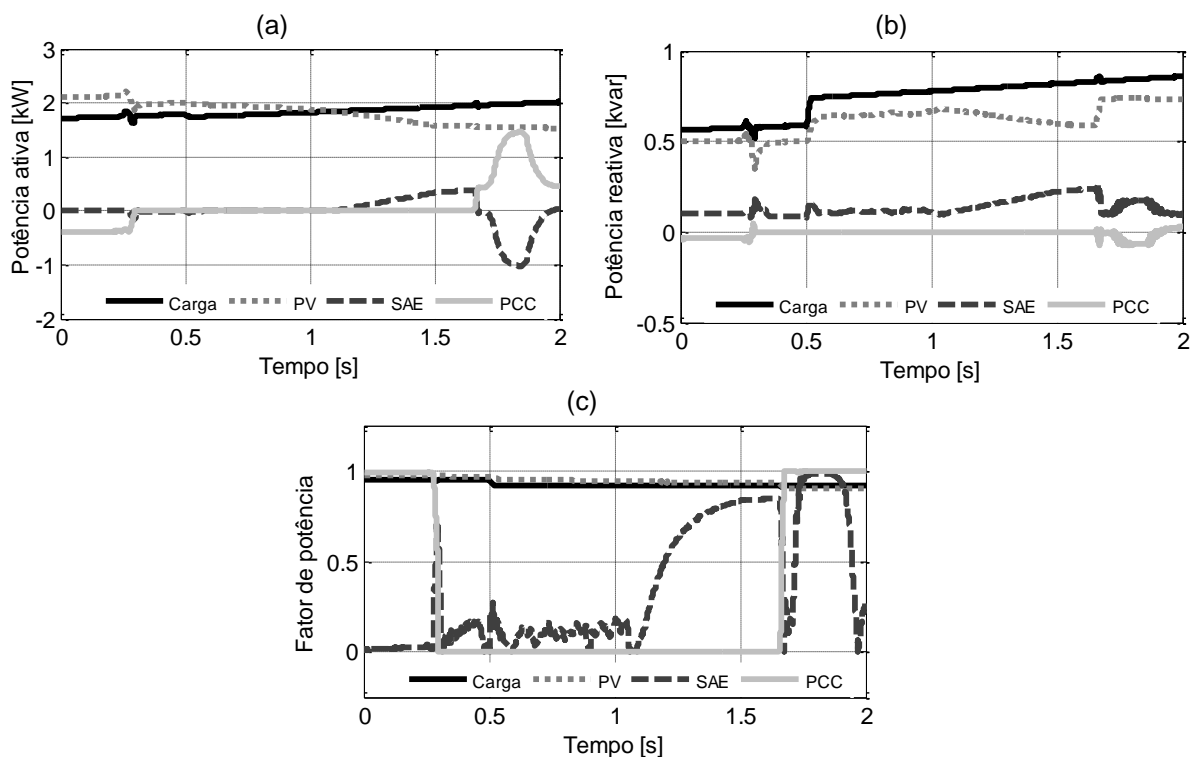 (a)
Potência ativa [kW]
3
2
1
0
-1
-2
Carga PV SAE PCC
0 0.5 1 1.5 2
Tempo [s]
(b)
Potência reativa [kvar]
1
0.5
0
-0.5
Carga PV SAE PCC
0 0.5 1 1.5 2
Tempo [s]
(c)
Fator de potência
1
0.5
0
Carga PV SAE PCC
0 0.5 1 1.5 2
Tempo [s]